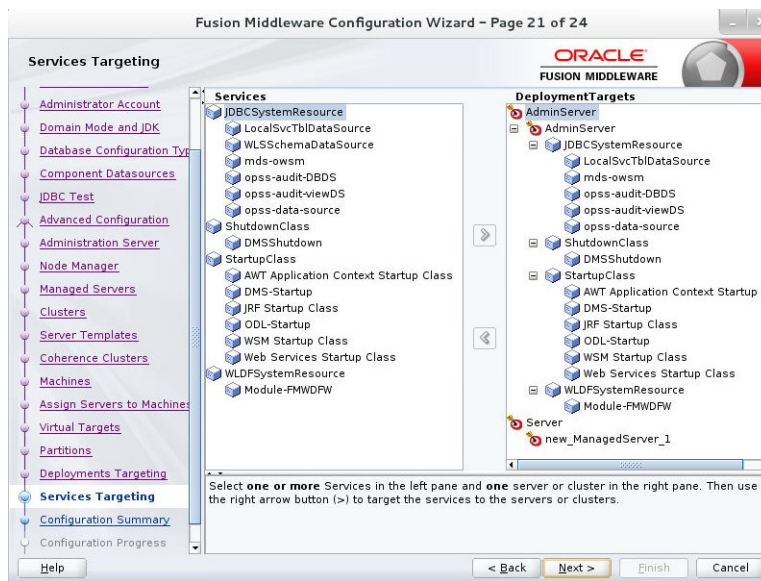 Fusion Middleware Configuration Wizard – Page 21 of 24
Services Targeting
ORACLE
FUSION MIDDLEWARE
Administrator Account
Domain Mode and JDK
Database Configuration Typ
Component Datasources
JDBC Test
Advanced Configuration
Administration Server
Node Manager
Managed Servers
Clusters
Server Templates
Coherence Clusters
Machines
Assign Servers to Machines
Virtual Targets
Partitions
Deployments Targeting
Services Targeting
Configuration Summary
Configuration Progress
Services
JDBCSystemResource
LocalSvcTblDataSource
WLSSchemaDataSource
mds-owsm
opss-audit-DBDS
opss-audit-viewDS
opss-data-source
ShutdownClass
DMSShutdown
StartupClass
AWT Application Context Startup Class
DMS-Startup
JRF Startup Class
ODL-Startup
WSM Startup Class
Web Services Startup Class
WLDFSystemResource
Module-FMWDFW
DeploymentTargets
AdminServer
AdminServer
JDBCSystemResource
LocalSvcTblDataSource
mds-owsm
opss-audit-DBDS
opss-audit-viewDS
opss-data-source
ShutdownClass
DMSShutdown
StartupClass
AWT Application Context Startup
DMS-Startup
JRF Startup Class
ODL-Startup
WSM Startup Class
Web Services Startup Class
WLDFSystemResource
Module-FMWDFW
Server
new_ManagedServer_1
Select one or more Services in the left pane and one server or cluster in the right pane. Then use
the right arrow button (>) to target the services to the servers or clusters.
Help
< Back
Next >
Finish
Cancel